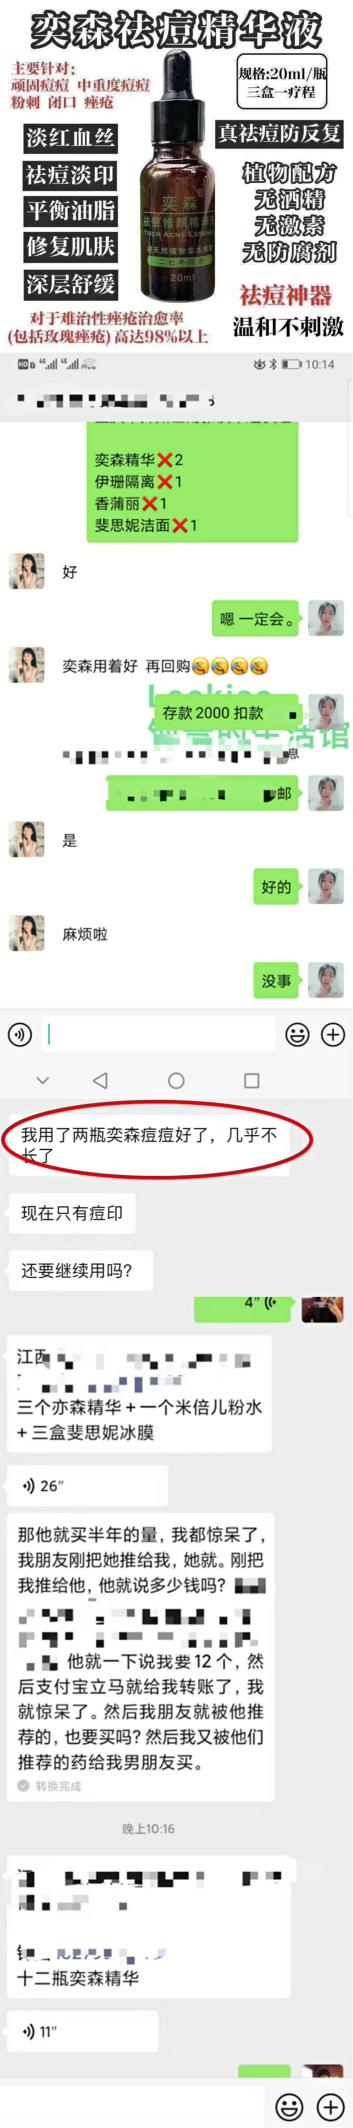 奕森祛痘精华液
主要针对:
顽固痘痘 中重度痘痘
粉刺 闭口 痤疮
规格:20ml/瓶
三盒一疗程
淡红血丝
祛痘淡印
平衡油脂
修复肌肤
深层舒缓
奕森
20ml
真祛痘防反复
植物配方
无酒精
无激素
无防腐剂
祛痘神器
温和不刺激
对于难治性痤疮治愈率
(包括玫瑰痤疮)高达98%以上
10:14
奕森精华❌2
伊珊隔离❌1
香蒲丽❌1
斐思妮洁面❌1
好
嗯 一定会。
奕森用着好 再回购
存款2000 扣款
息
邮
是
好的
麻烦啦
没事
我用了两瓶奕森痘痘好了，几乎不
长了
现在只有痘印
还要继续用吗?
4"
江西
三个亦森精华+一个米倍儿粉水
+三盒斐思妮冰膜
26"
那他就买半年的量，我都惊呆了，
我朋友刚把她推给我，她就。刚把
我推给他，他就说多少钱吗?
他就一下说我要12个，然
后支付宝立马就给我转账了，我
就惊呆了。然后我朋友就被他推
荐的，也要买吗? 然后我又被他们
推荐的药给我男朋友买。
转换完成
晚上10:16
十二瓶奕森精华
11"